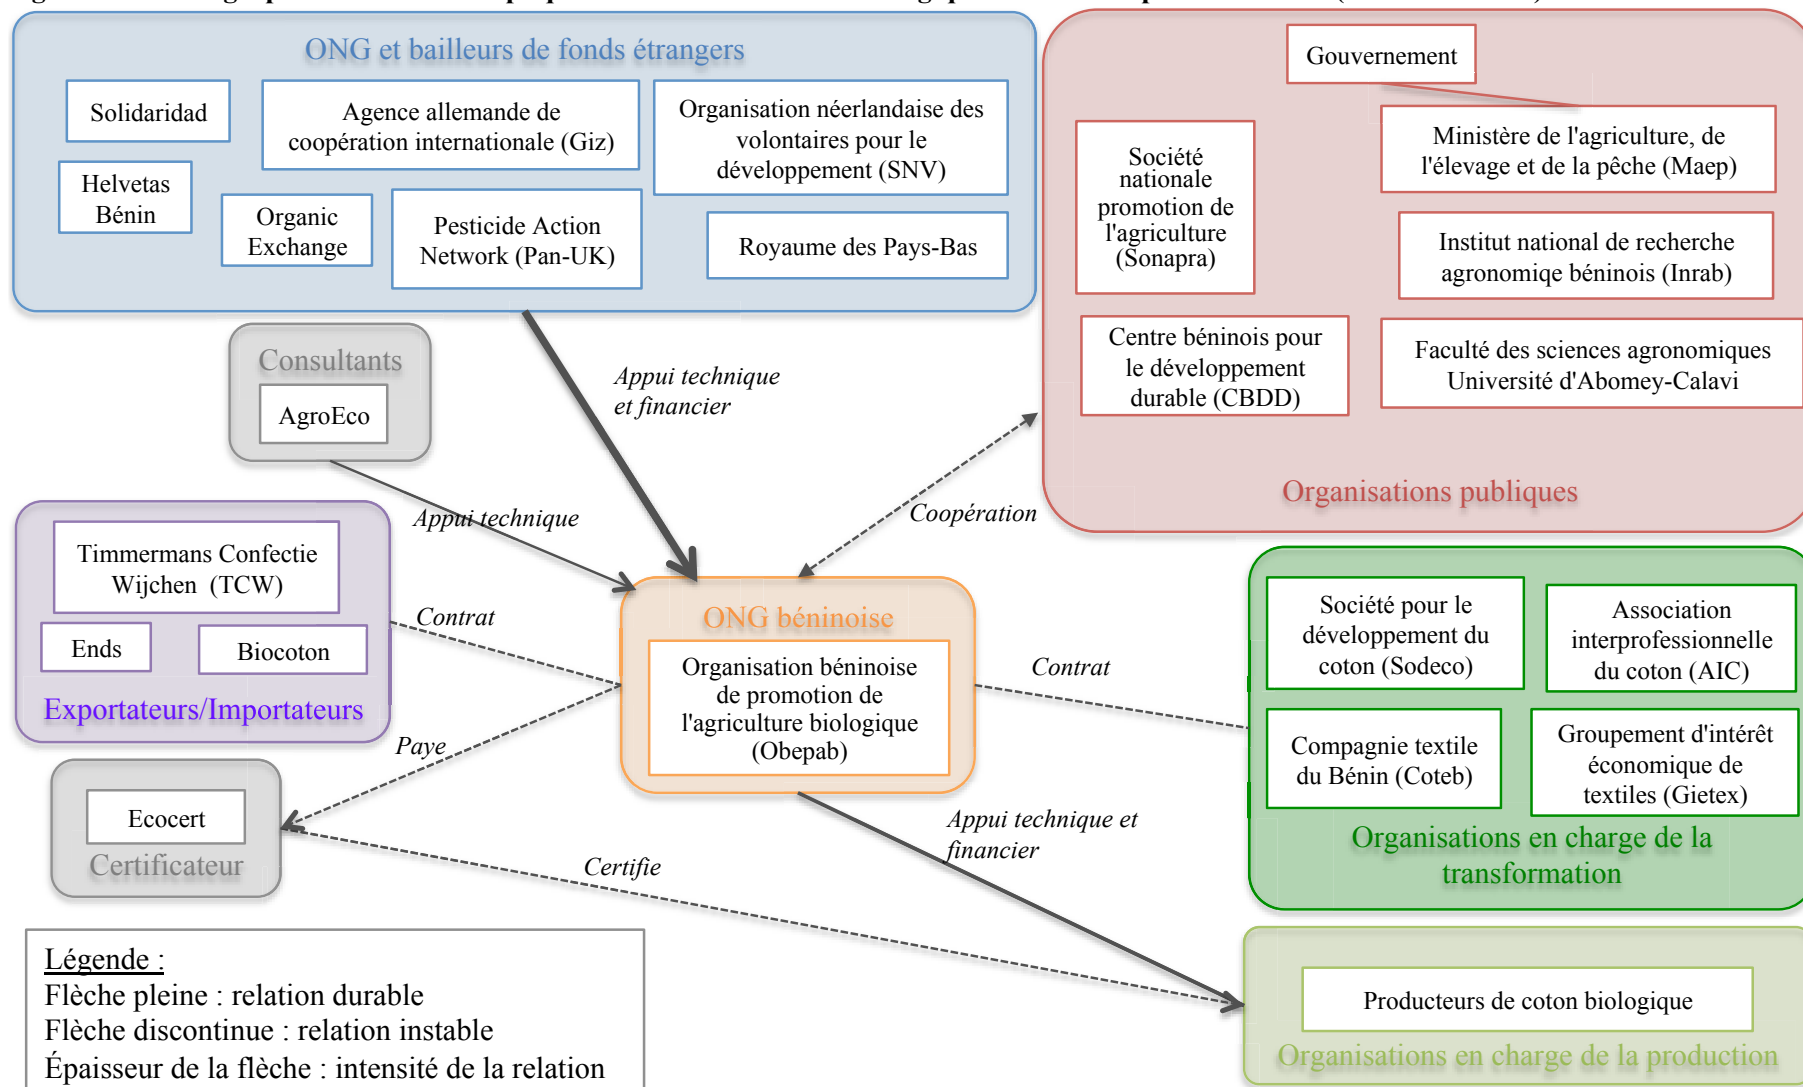 ONG et bailleurs de fonds étrangers
Solidaridad
Agence allemande de
coopération internationale (Giz)
Organisation néerlandaise des
volontaires pour le
développement (SNV)
Helvetas
Bénin
Organic
Exchange
Pesticide Action
Network (Pan-UK)
Royaume des Pays-Bas
Gouvernement
Société
nationale
promotion de
l'agriculture
(Sonapra)
Ministère de l'agriculture, de
l'élevage et de la pêche (Maep)
Institut national de recherche
agronomiqe béninois (Inrab)
Centre béninois pour
le développement
durable (CBDD)
Faculté des sciences agronomiques
Université d'Abomey-Calavi
Organisations publiques
Consultants
AgroEco
Appui technique
et financier
Appui technique
Coopération
Timmermans Confectie
Wijchen (TCW)
Ends
Biocoton
Exportateurs/Importateurs
Contrat
ONG béninoise
Organisation béninoise
de promotion de
l'agriculture biologique
(Obepab)
Contrat
Société pour le
développement du
coton (Sodeco)
Association
interprofessionnelle
du coton (AIC)
Compagnie textile
du Bénin (Coteb)
Groupement d'intérêt
économique de
textiles (Gietex)
Organisations en charge de la
transformation
Paye
Ecocert
Certificateur
Certifie
Appui technique et
financier
Producteurs de coton biologique
Organisations en charge de la production
Légende :
Flèche pleine : relation durable
Flèche discontinue : relation instable
Épaisseur de la flèche : intensité de la relation